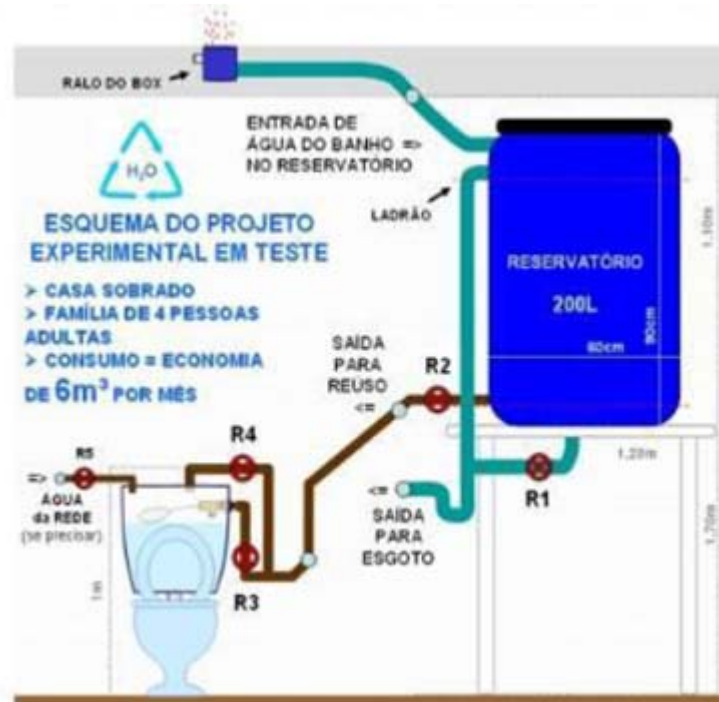 RALO DO BOX
ENTRADA DE
ÁGUA DO BANHO =>
NO RESERVATÓRIO
H₂O
LADRÃO
ESQUEMA DO PROJETO
EXPERIMENTAL EM TESTE
> CASA SOBRADO
> FAMÍLIA DE 4 PESSOAS
ADULTAS
> CONSUMO = ECONOMIA
DE 6m³ POR MÊS
RESERVATÓRIO
200L
60cm
90cm
1,10m
SAÍDA
PARA
REÚSO
<=
R2
R4
R5
=>
ÁGUA
da REDE
(se precisar)
R3
1m
<=
SAÍDA
PARA
ESGOTO
R1
1,20m
1,70m